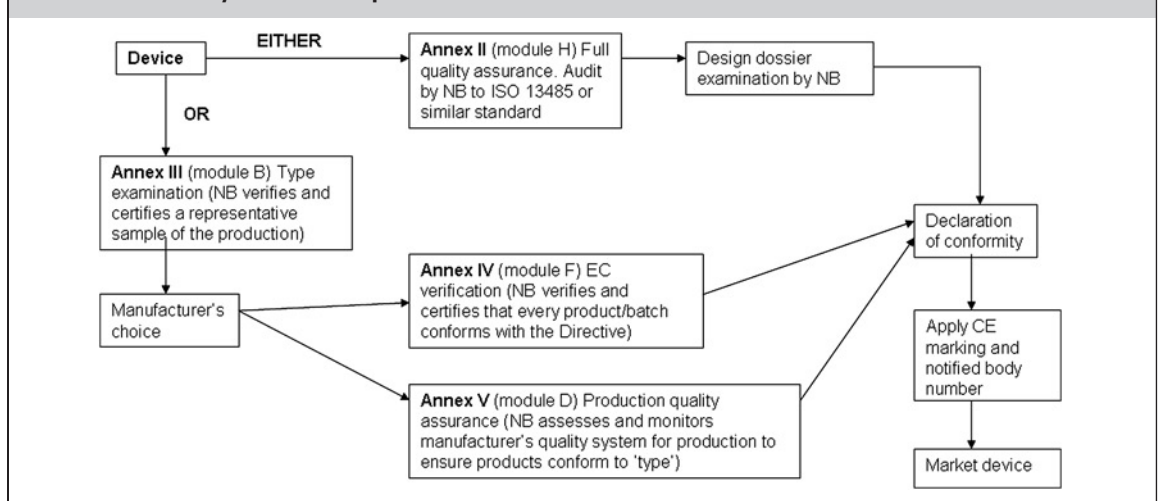 EITHER
Device
Annex II (module H) Full
quality assurance. Audit
by NB to ISO 13485 or
similar standard
Design dossier
examination by NB
OR
Annex III (module B) Type
examination (NB verifies and
certifies a representative
sample of the production)
Declaration
of conformity
Manufacturer's
choice
Annex IV (module F) EC
verification (NB verifies and
certifies that every product/batch
conforms with the Directive)
Apply CE
marking and
notified body
number
Annex V (module D) Production quality
assurance (NB assesses and monitors
manufacturer's quality system for production to
ensure products conform to 'type')
Market device